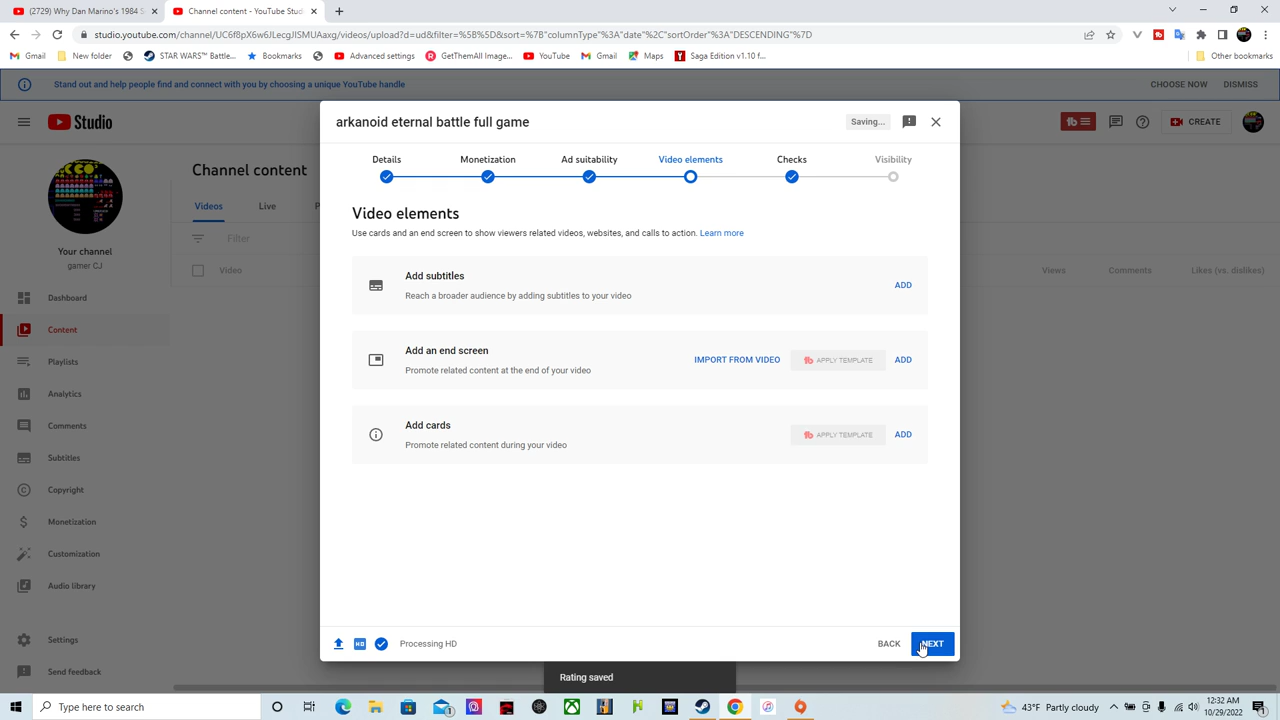 (2729) Why Dan Marino's 1984 S
Channel content - YouTube Studi
studio.youtube.com/channel/UC6f8pX6w6JLecgJISMUAaxg/videos/upload?d=ud&filter=%5B%5D&sort=%7B"columnType"%3A"date"%2C"sortOrder"%3A"DESCENDING"%7D
Gmail New folder STAR WARS™ Battle... Bookmarks Advanced settings GetThemAll Image... YouTube Gmail Maps Saga Edition v1.10 f... Other bookmarks
Stand out and help people find and connect with you by choosing a unique YouTube handle CHOOSE NOW DISMISS
Studio CREATE
arkanoid eternal battle full game Saving...
Details Monetization Ad suitability Video elements Checks Visibility
Channel content
Videos Live P
Filter
Video Views Comments Likes (vs. dislikes)
Your channel
gamer CJ
Dashboard
Content
Playlists
Analytics
Comments
Subtitles
Copyright
Monetization
Customization
Audio library
Settings
Send feedback
Video elements
Use cards and an end screen to show viewers related videos, websites, and calls to action. Learn more
Add subtitles
Reach a broader audience by adding subtitles to your video
ADD
Add an end screen
Promote related content at the end of your video
IMPORT FROM VIDEO APPLY TEMPLATE ADD
Add cards
Promote related content during your video
APPLY TEMPLATE ADD
HD Processing HD
BACK NEXT
Rating saved
Type here to search
43°F Partly cloudy
12:32 AM
10/29/2022